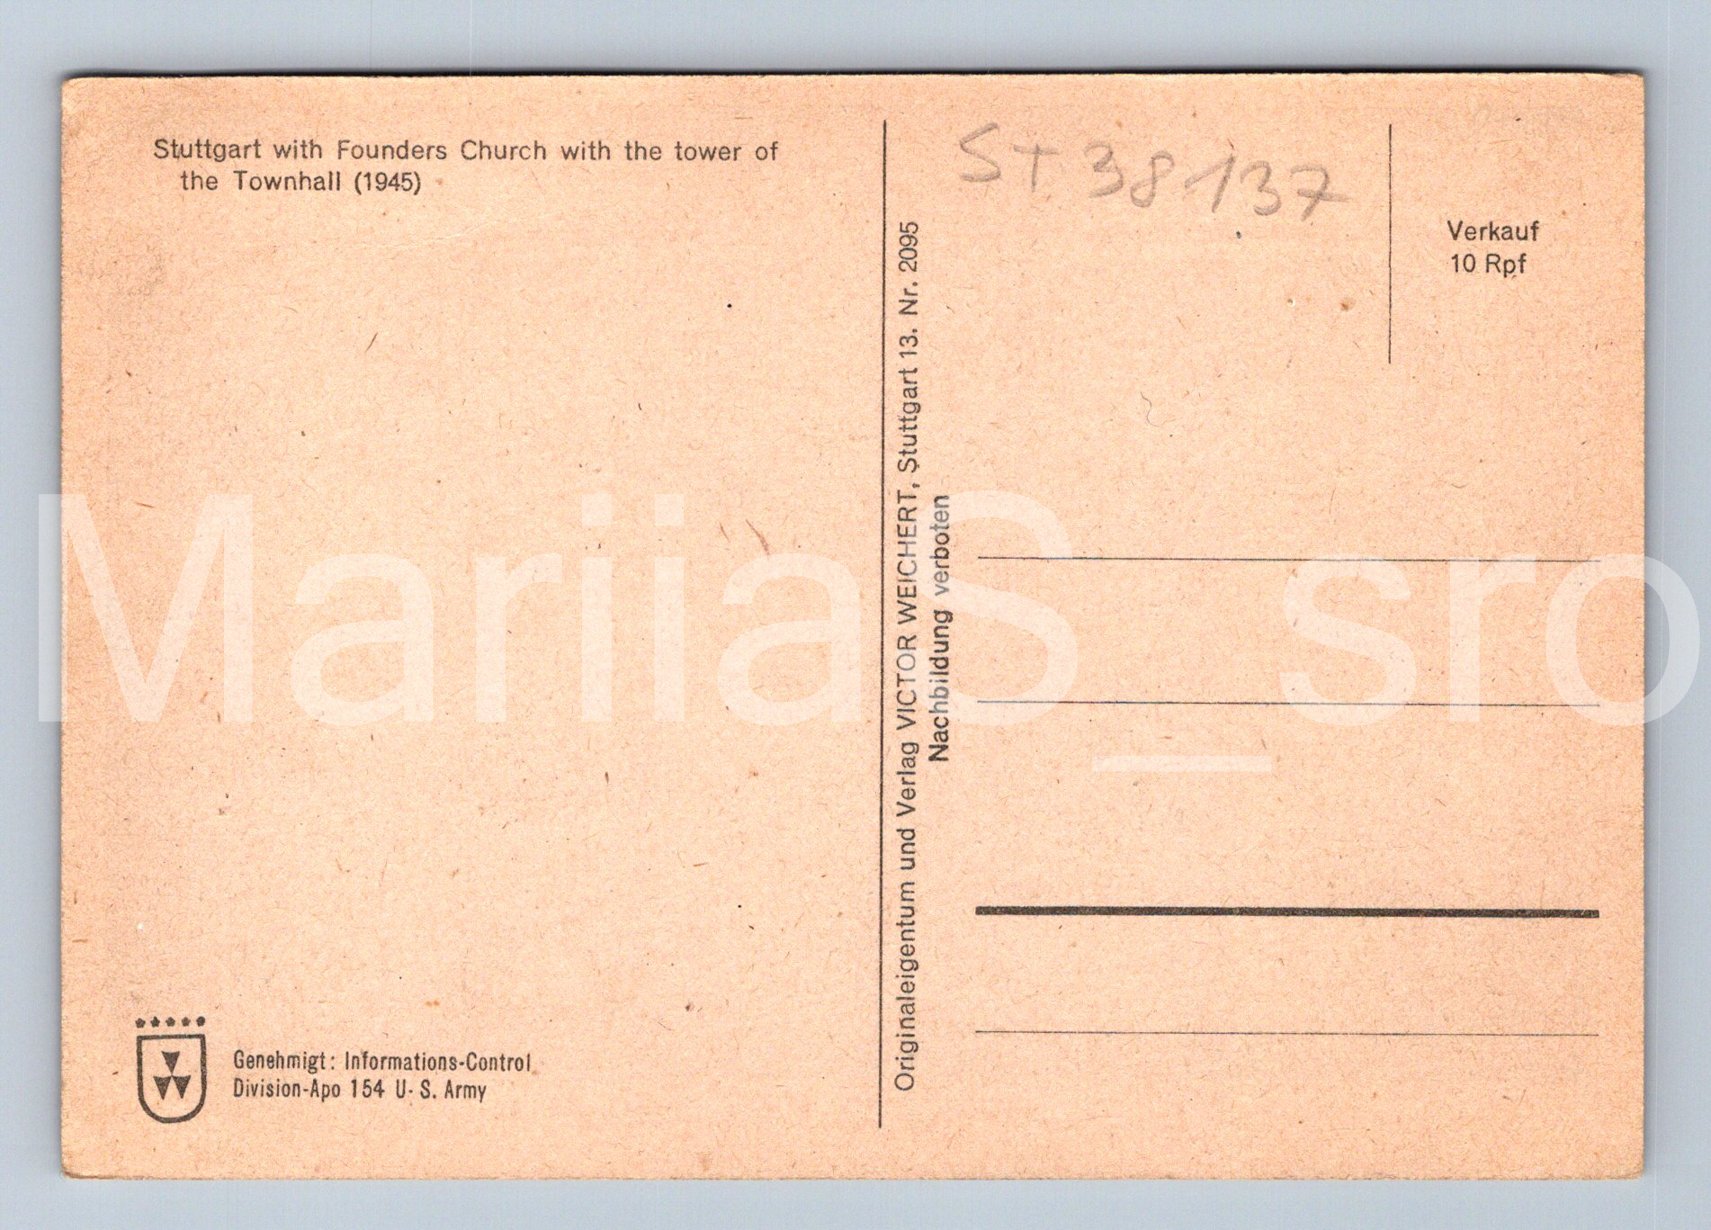 Stuttgart with Founders Church with the tower of
the Townhall (1945)
Genehmigt: Informations-Control
Division-Apo 154 U. S. Army
Originaleigentum und Verlag VICTOR WEICHERT, Stuttgart 13. Nr. 2095
Nachbildung verboten
ST 38137
Verkauf
10 Rpf
MariiaS_sro